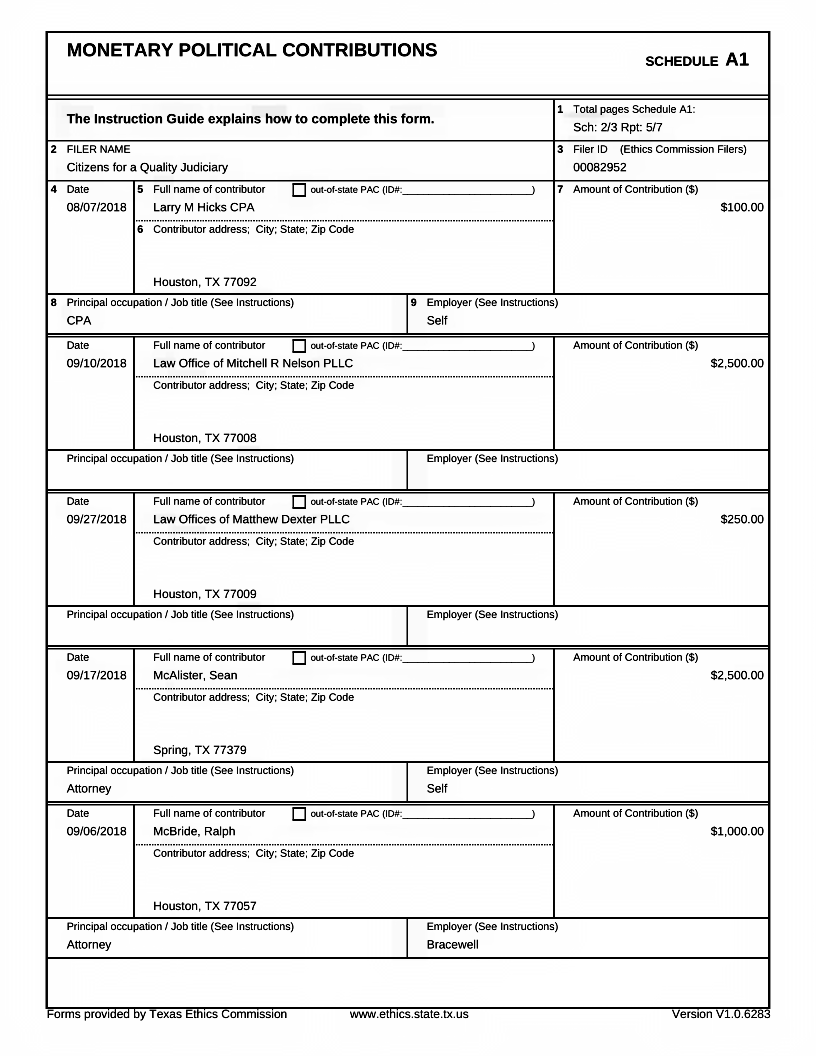 MONETARY POLITICAL CONTRIBUTIONS
SCHEDULE A1
The Instruction Guide explains how to complete this form.
1 Total pages Schedule A1:
Sch: 2/3 Rpt: 5/7
2 FILER NAME
Citizens for a Quality Judiciary
3 Filer ID (Ethics Commission Filers)
00082952
4 Date
08/07/2018
5 Full name of contributor out-of-state PAC (ID#:_______________________)
Larry M Hicks CPA
6 Contributor address; City; State; Zip Code
Houston, TX 77092
7 Amount of Contribution ($)
$100.00
8 Principal occupation / Job title (See Instructions)
CPA
9 Employer (See Instructions)
Self
Date
09/10/2018
Full name of contributor out-of-state PAC (ID#:_______________________)
Law Office of Mitchell R Nelson PLLC
Contributor address; City; State; Zip Code
Houston, TX 77008
Amount of Contribution ($)
$2,500.00
Principal occupation / Job title (See Instructions)
Employer (See Instructions)
Date
09/27/2018
Full name of contributor out-of-state PAC (ID#:_______________________)
Law Offices of Matthew Dexter PLLC
Contributor address; City; State; Zip Code
Houston, TX 77009
Amount of Contribution ($)
$250.00
Principal occupation / Job title (See Instructions)
Employer (See Instructions)
Date
09/17/2018
Full name of contributor out-of-state PAC (ID#:_______________________)
McAlister, Sean
Contributor address; City; State; Zip Code
Spring, TX 77379
Amount of Contribution ($)
$2,500.00
Principal occupation / Job title (See Instructions)
Attorney
Employer (See Instructions)
Self
Date
09/06/2018
Full name of contributor out-of-state PAC (ID#:_______________________)
McBride, Ralph
Contributor address; City; State; Zip Code
Houston, TX 77057
Amount of Contribution ($)
$1,000.00
Principal occupation / Job title (See Instructions)
Attorney
Employer (See Instructions)
Bracewell
Forms provided by Texas Ethics Commission www.ethics.state.tx.us Version V1.0.6283